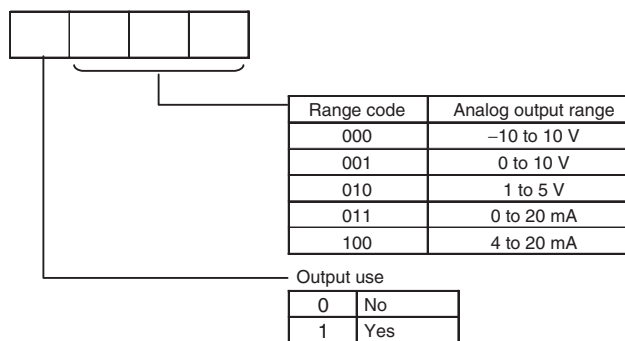 Range code Analog output range
000 −10 to 10 V
001 0 to 10 V
010 1 to 5 V
011 0 to 20 mA
100 4 to 20 mA
Output use
0 No
1 Yes